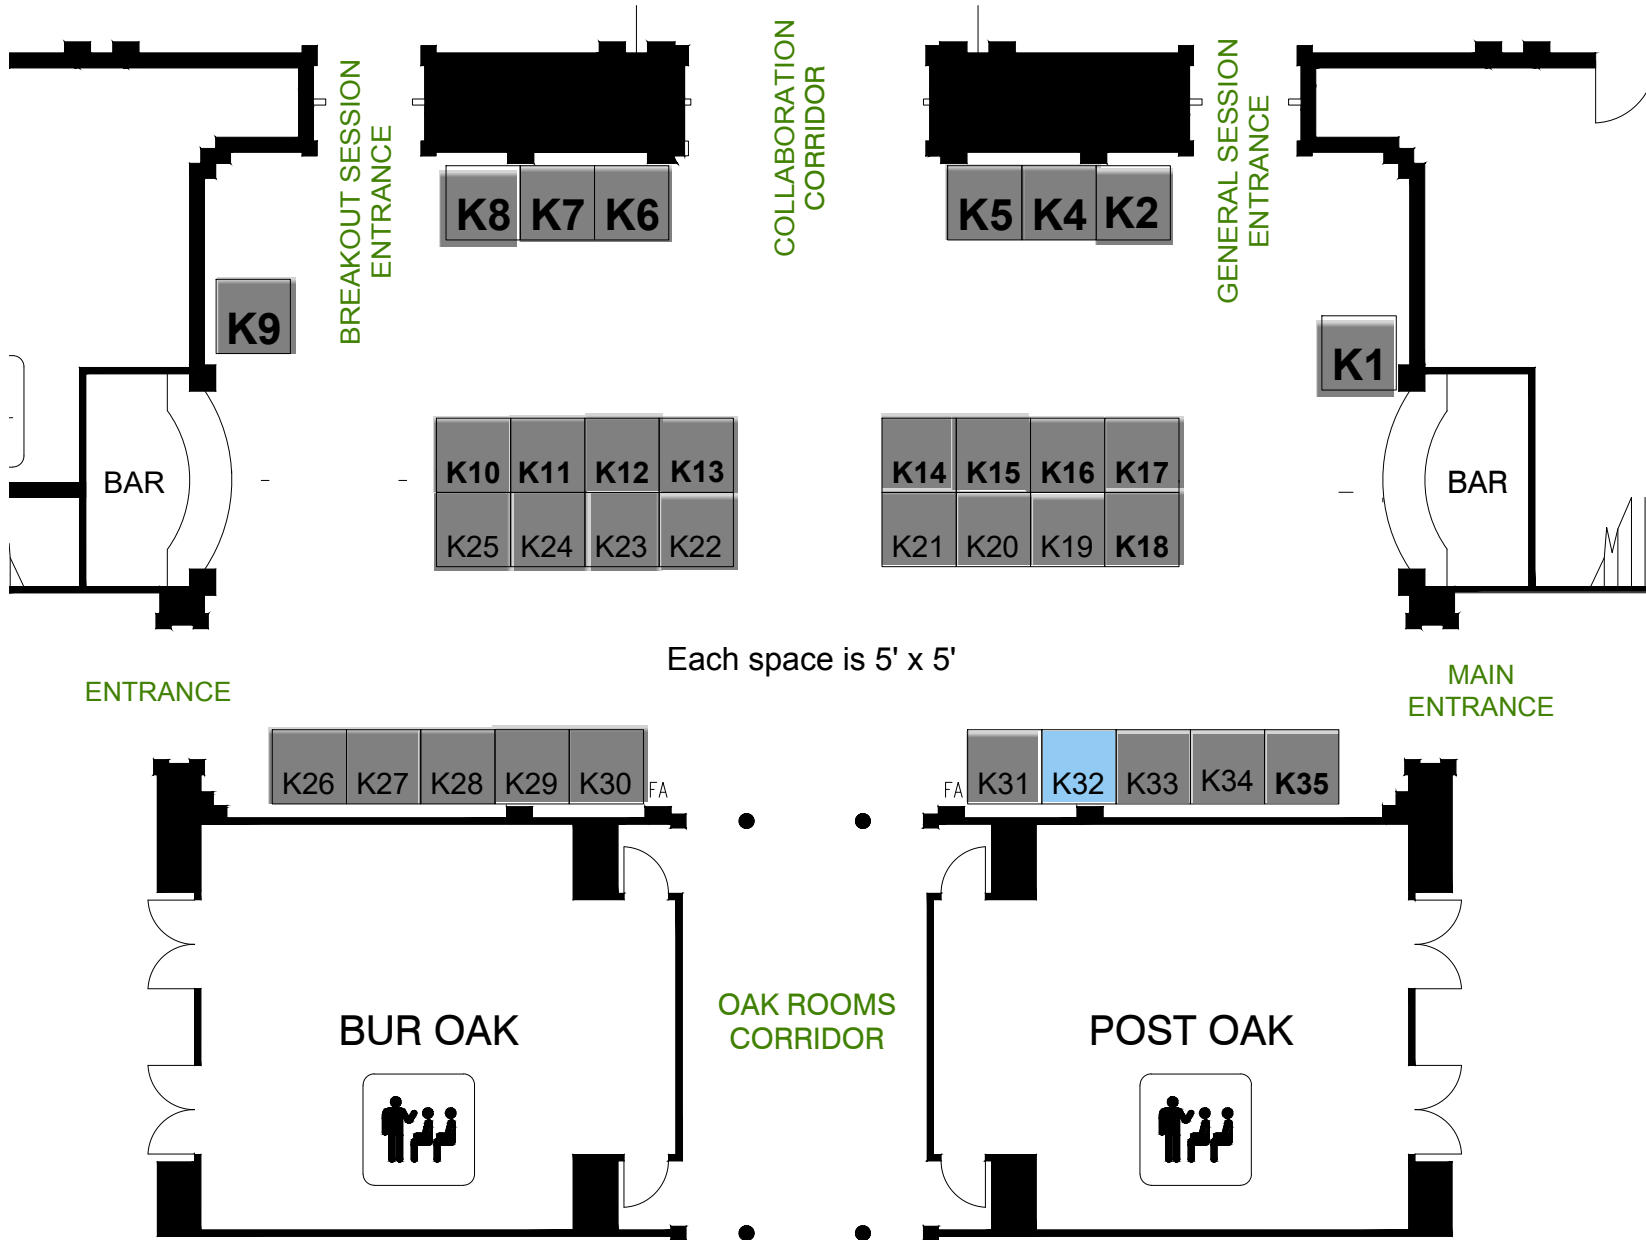 BREAKOUT SESSION
ENTRANCE
COLLABORATION
CORRIDOR
GENERAL SESSION
ENTRANCE
K8 K7 K6
K5 K4 K2
K9
K1
BAR
K10 K11 K12 K13
K14 K15 K16 K17
BAR
K25 K24 K23 K22
K21 K20 K19 K18
Each space is 5' x 5'
ENTRANCE
MAIN
ENTRANCE
K26 K27 K28 K29 K30 FA
FA K31 K32 K33 K34 K35
BUR OAK
OAK ROOMS
CORRIDOR
POST OAK